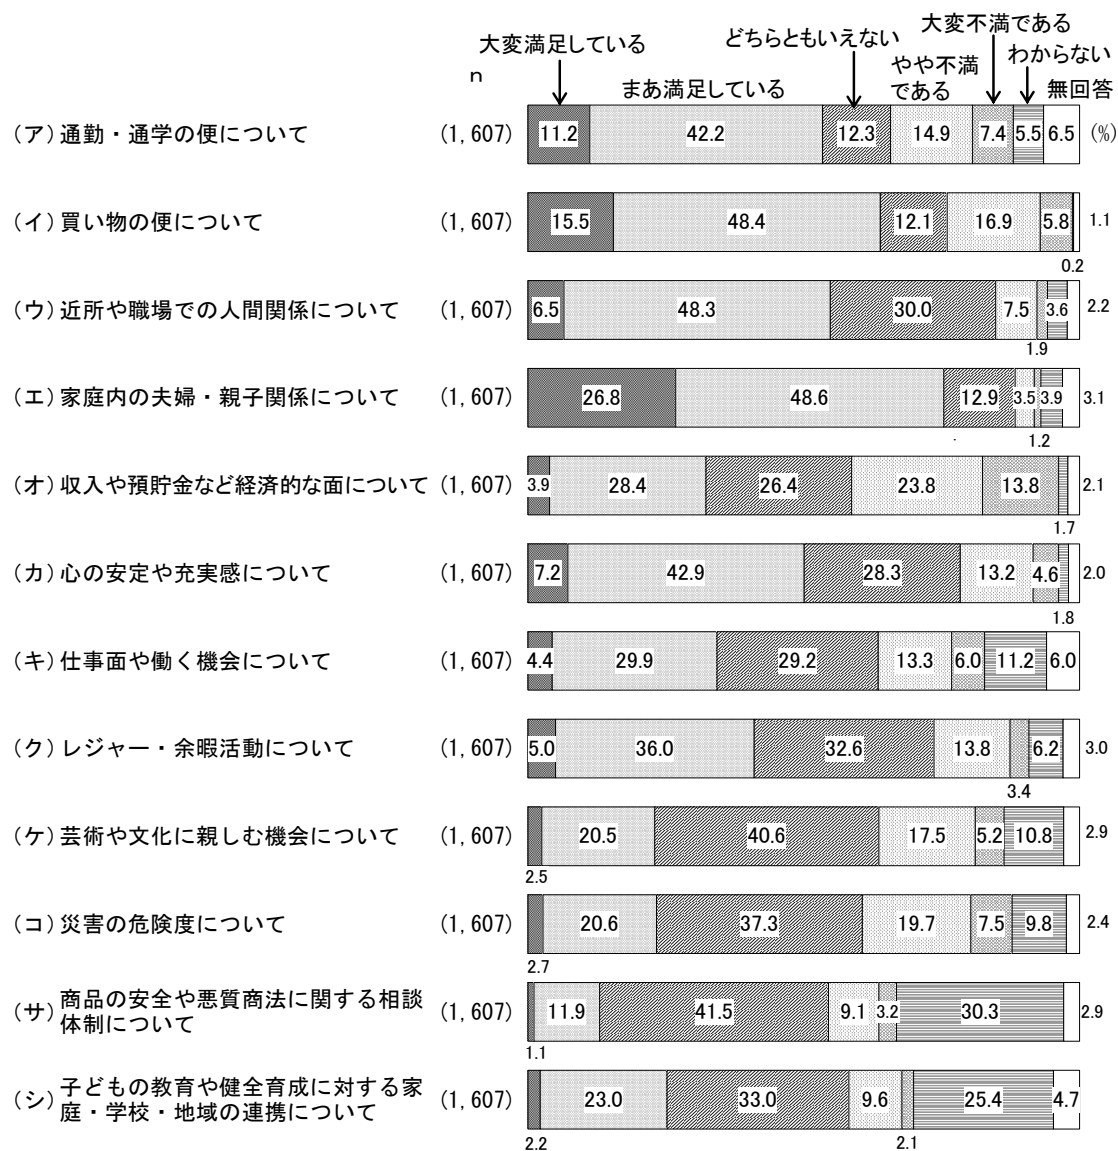 大変満足している
どちらともいえない
大変不満である
わからない
n
まあ満足している
やや不満
である
無回答
(ア)通勤・通学の便について (1,607) 11.2 42.2 12.3 14.9 7.4 5.5 6.5 (%)
(イ)買い物の便について (1,607) 15.5 48.4 12.1 16.9 5.8 1.1
0.2
(ウ)近所や職場での人間関係について (1,607) 6.5 48.3 30.0 7.5 3.6 2.2
1.9
(エ)家庭内の夫婦・親子関係について (1,607) 26.8 48.6 12.9 3.5 3.9 3.1
1.2
(オ)収入や預貯金など経済的な面について (1,607) 3.9 28.4 26.4 23.8 13.8 2.1
1.7
(カ)心の安定や充実感について (1,607) 7.2 42.9 28.3 13.2 4.6 2.0
1.8
(キ)仕事面や働く機会について (1,607) 4.4 29.9 29.2 13.3 6.0 11.2 6.0
(ク)レジャー・余暇活動について (1,607) 5.0 36.0 32.6 13.8 6.2 3.0
3.4
(ケ)芸術や文化に親しむ機会について (1,607) 20.5 40.6 17.5 5.2 10.8 2.9
2.5
(コ)災害の危険度について (1,607) 20.6 37.3 19.7 7.5 9.8 2.4
2.7
(サ)商品の安全や悪質商法に関する相談
体制について (1,607) 11.9 41.5 9.1 3.2 30.3 2.9
1.1
(シ)子どもの教育や健全育成に対する家
庭・学校・地域の連携について (1,607) 23.0 33.0 9.6 25.4 4.7
2.2 2.1